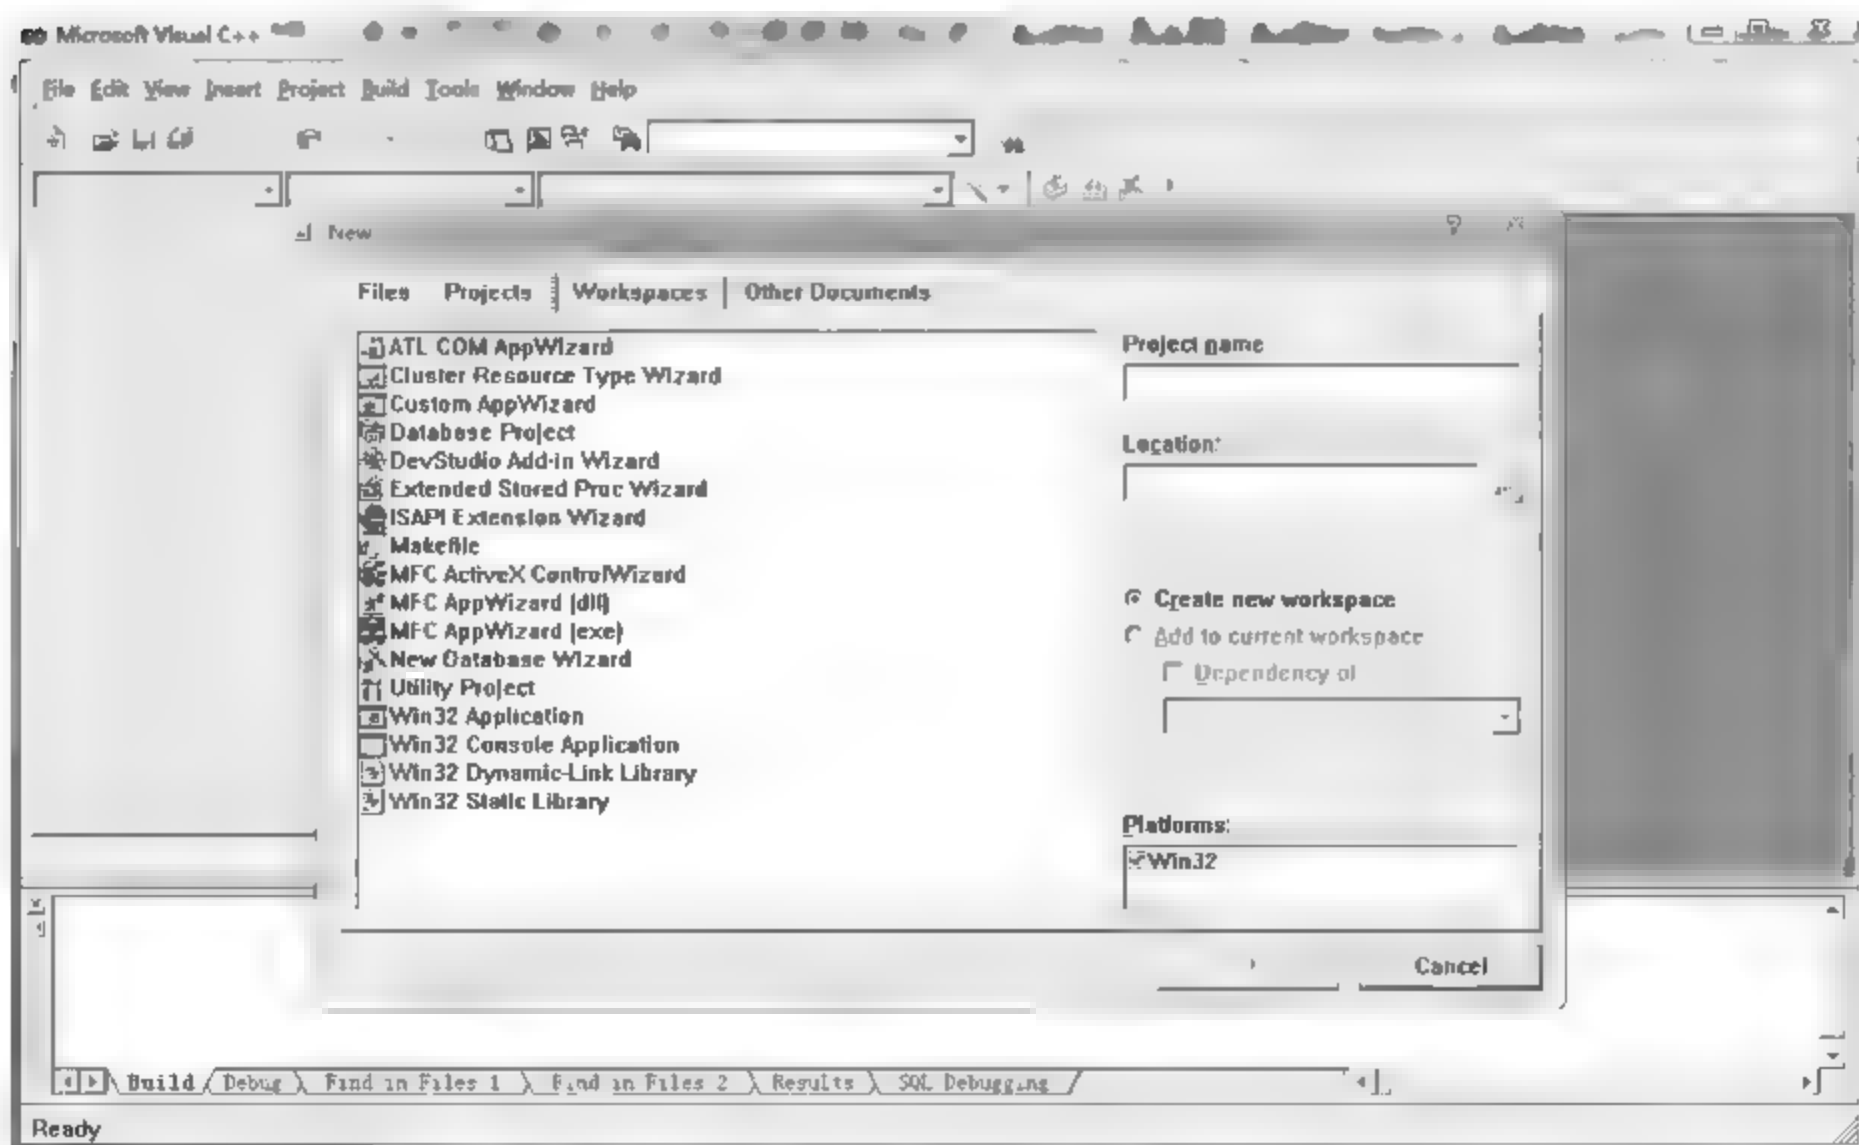 Microsoft Visual C++
File Edit View Insert Project Build Tools Window Help
New
Files Projects Workspaces Other Documents
ATL COM AppWizard
Cluster Resource Type Wizard
Custom AppWizard
Database Project
DevStudio Add-in Wizard
Extended Stored Proc Wizard
ISAPI Extension Wizard
Makefile
MFC ActiveX ControlWizard
MFC AppWizard (dll)
MFC AppWizard (exe)
New Database Wizard
Utility Project
Win32 Application
Win32 Console Application
Win32 Dynamic-Link Library
Win32 Static Library
Project name
Location:
...
Create new workspace
Add to current workspace
Dependency of
Platforms:
Win32
Cancel
Build Debug Find in Files 1 Find in Files 2 Results SQL Debugging
Ready